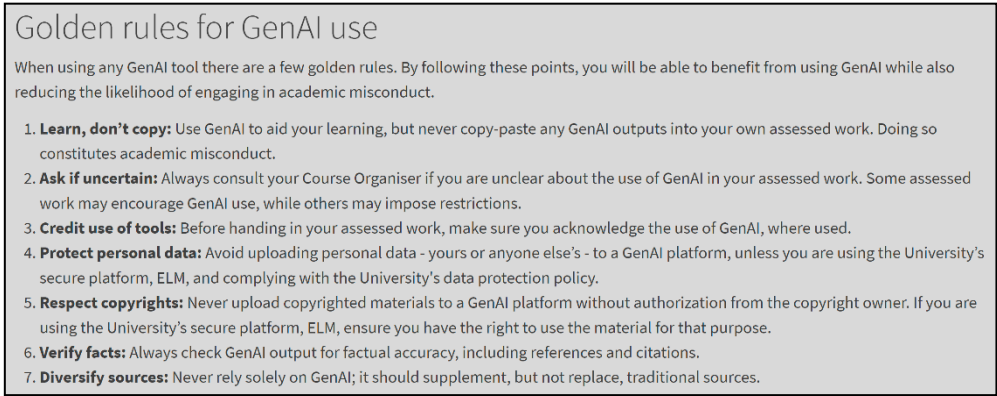 Golden rules for GenAI use
When using any GenAI tool there are a few golden rules. By following these points, you will be able to benefit from using GenAI while also
reducing the likelihood of engaging in academic misconduct.
1. Learn, don’t copy: Use GenAI to aid your learning, but never copy-paste any GenAI outputs into your own assessed work. Doing so
constitutes academic misconduct.
2. Ask if uncertain: Always consult your Course Organiser if you are unclear about the use of GenAI in your assessed work. Some assessed
work may encourage GenAI use, while others may impose restrictions.
3. Credit use of tools: Before handing in your assessed work, make sure you acknowledge the use of GenAI, where used.
4. Protect personal data: Avoid uploading personal data - yours or anyone else’s - to a GenAI platform, unless you are using the University’s
secure platform, ELM, and complying with the University's data protection policy.
5. Respect copyrights: Never upload copyrighted materials to a GenAI platform without authorization from the copyright owner. If you are
using the University’s secure platform, ELM, ensure you have the right to use the material for that purpose.
6. Verify facts: Always check GenAI output for factual accuracy, including references and citations.
7. Diversify sources: Never rely solely on GenAI; it should supplement, but not replace, traditional sources.